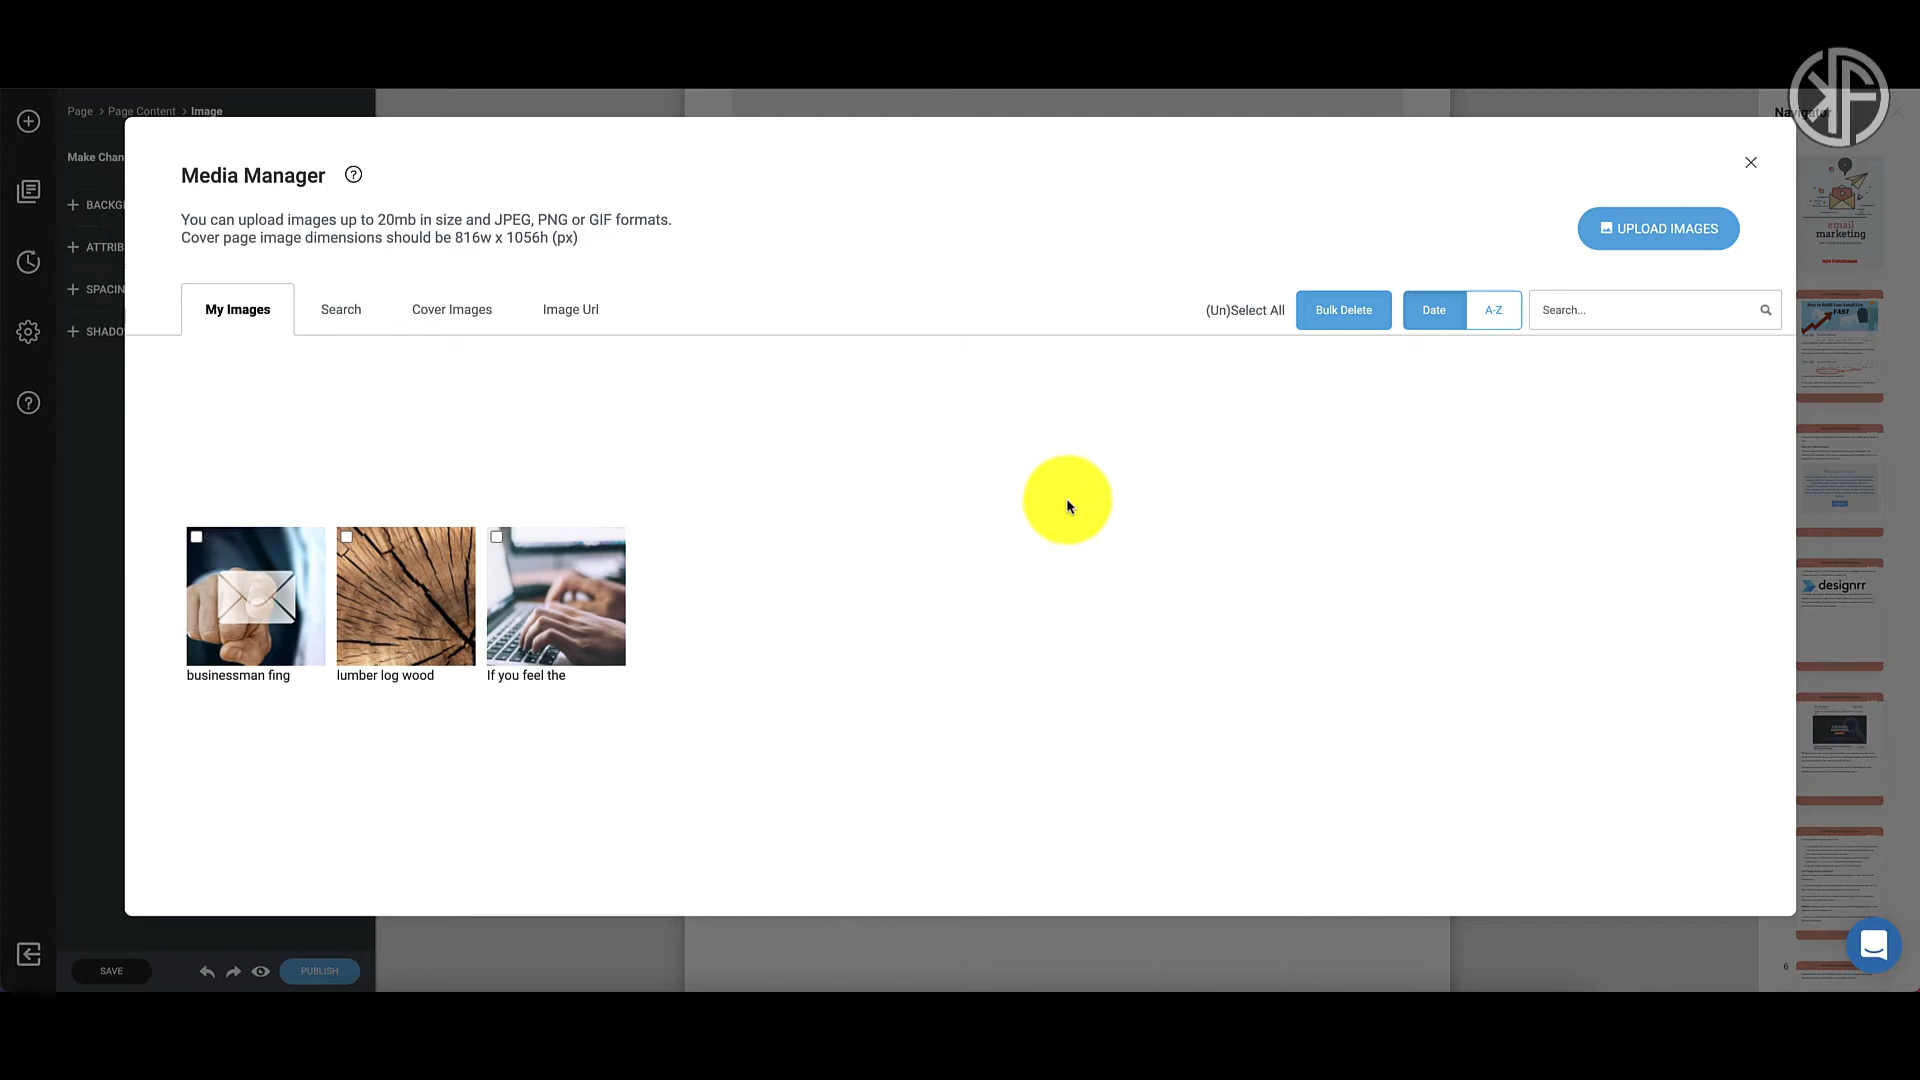 Page > Page Content > Image
Navigator
Make Chan
BACKG
ATTRIB
SPACIN
SHADO
Media Manager
You can upload images up to 20mb in size and JPEG, PNG or GIF formats.
Cover page image dimensions should be 816w x 1056h (px)
UPLOAD IMAGES
My Images
Search
Cover Images
Image Url
(Un)Select All
Bulk Delete
Date
A-Z
Search...
businessman fing
lumber log wood
If you feel the
email
marketing
FAST
designrr
SAVE
PUBLISH
6